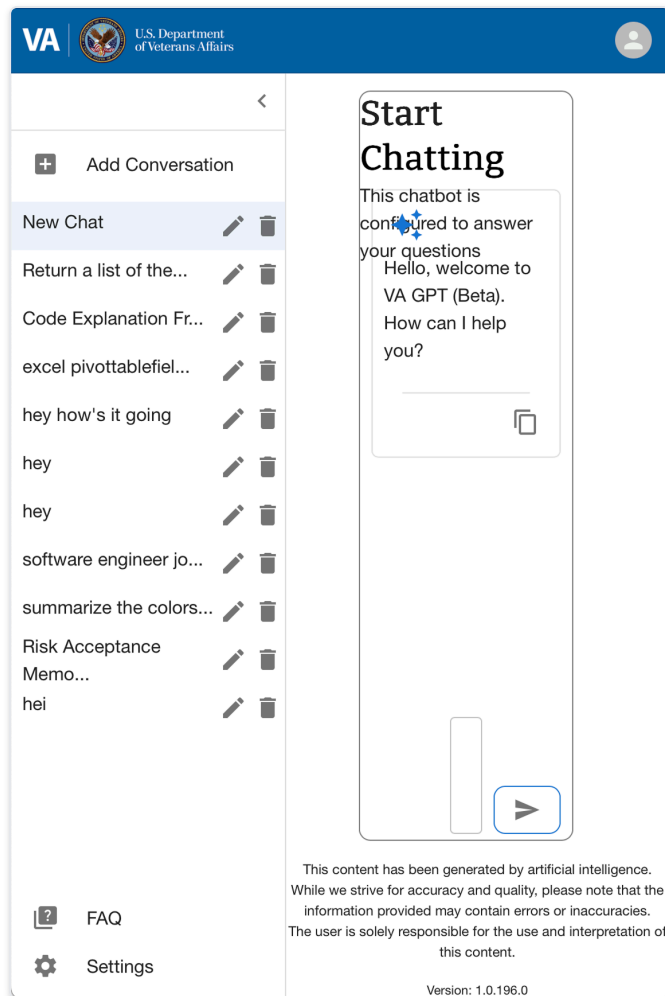 VA
U.S. Department
of Veterans Affairs
Add Conversation
New Chat
Return a list of the...
Code Explanation Fr...
excel pivottablefiel...
hey how's it going
hey
hey
software engineer jo...
summarize the colors...
Risk Acceptance
Memo...
hei
FAQ
Settings
Start
Chatting
This chatbot is
configured to answer
your questions
Hello, welcome to
VA GPT (Beta).
How can I help
you?
This content has been generated by artificial intelligence.
While we strive for accuracy and quality, please note that the
information provided may contain errors or inaccuracies.
The user is solely responsible for the use and interpretation of
this content.
Version: 1.0.196.0